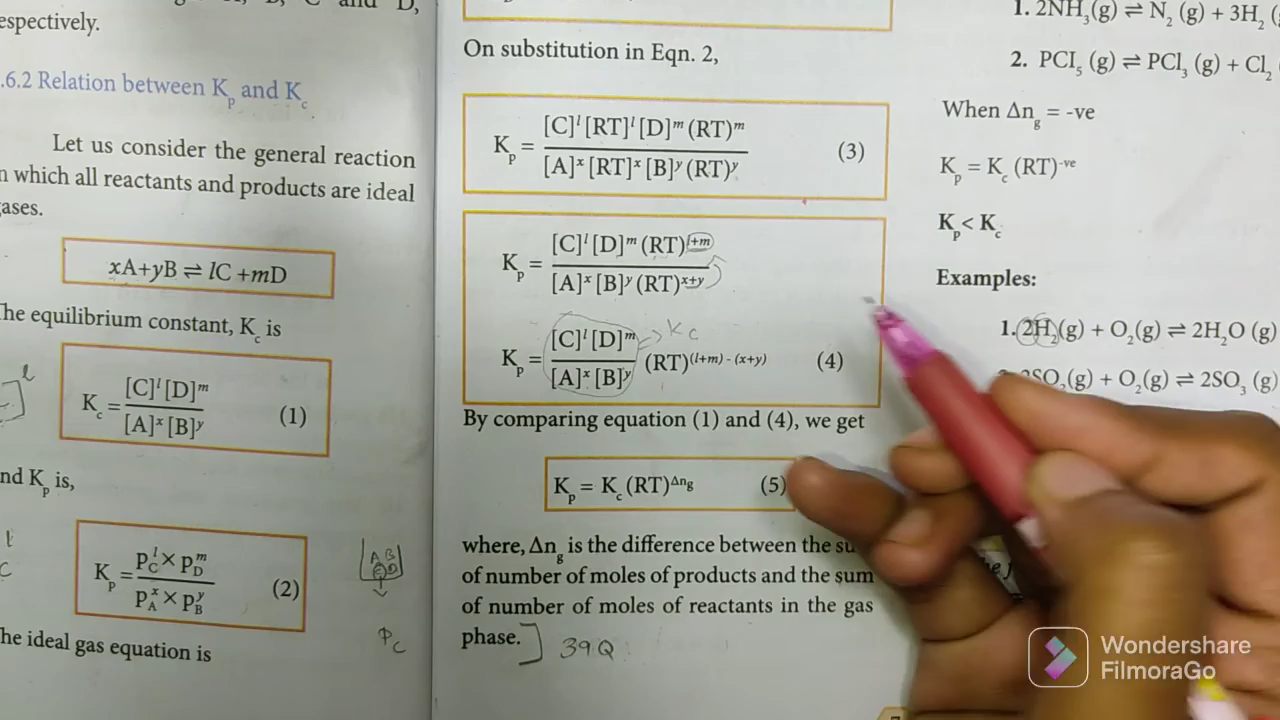 and D,
espectively.
.6.2 Relation between Kp and Kc
Let us consider the general reaction
n which all reactants and products are ideal
gases.
xA+yB ⇌ lC +mD
The equilibrium constant, Kc is
l
Kc = [C]^l [D]^m / [A]^x [B]^y (1)
nd Kp is,
Kp = P_C^l × P_D^m / P_A^x × P_B^y (2)
A B
C D
P_C
he ideal gas equation is
On substitution in Eqn. 2,
Kp = [C]^l [RT]^l [D]^m (RT)^m / [A]^x [RT]^x [B]^y (RT)^y (3)
Kp = [C]^l [D]^m (RT)^l+m / [A]^x [B]^y (RT)^x+y
Kp = [C]^l [D]^m / [A]^x [B]^y (RT)^(l+m) - (x+y) (4)
Kc
By comparing equation (1) and (4), we get
Kp = Kc (RT)^Δng (5)
where, Δng is the difference between the
of number of moles of products and the sum
of number of moles of reactants in the gas
phase. ] 39Q
1. 2NH₃(g) ⇌ N₂ (g) + 3H₂
2. PCl₅ (g) ⇌ PCl₃ (g) + Cl₂
When Δng = -ve
Kp = Kc (RT)^-ve
Kp < Kc
Examples:
1. 2H₂(g) + O₂(g) ⇌ 2H₂O (g)
2SO₂(g) + O₂(g) ⇌ 2SO₃ (g)
Wondershare
FilmoraGo